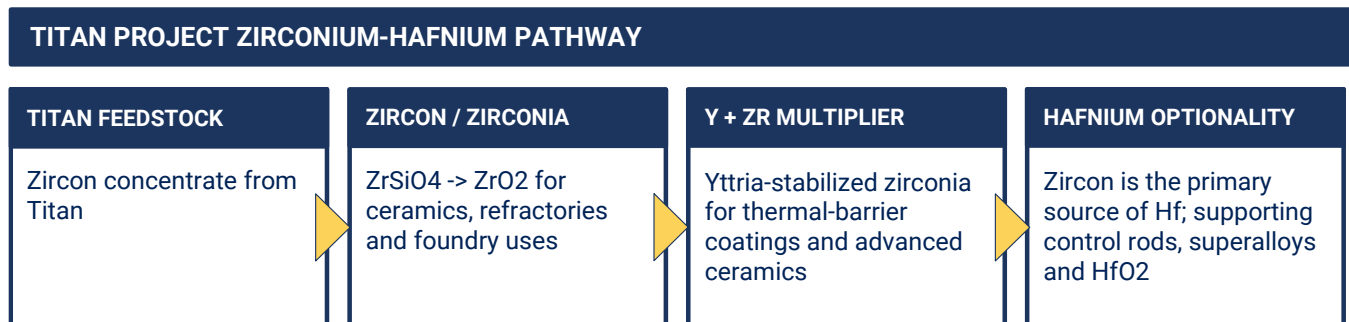 TITAN PROJECT ZIRCONIUM-HAFNIUM PATHWAY
TITAN FEEDSTOCK
Zircon concentrate from
Titan
ZIRCON / ZIRCONIA
ZrSiO4 -> ZrO2 for
ceramics, refractories
and foundry uses
Y + ZR MULTIPLIER
Yttria-stabilized zirconia
for thermal-barrier
coatings and advanced
ceramics
HAFNIUM OPTIONALITY
Zircon is the primary
source of Hf; supporting
control rods, superalloys
and HfO2